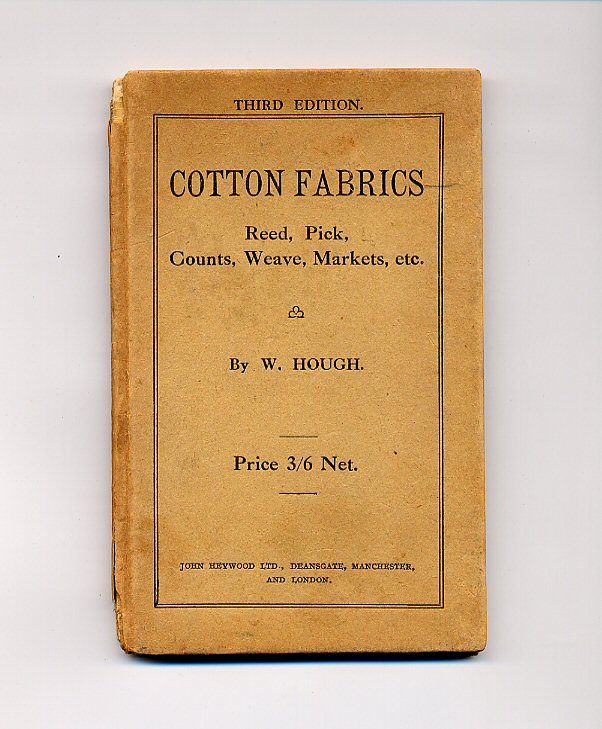 THIRD EDITION.
COTTON FABRICS
Reed, Pick,
Counts, Weave, Markets, etc.
By W. HOUGH.
Price 3/6 Net.
JOHN HEYWOOD LTD., DEANSGATE, MANCHESTER,
AND LONDON.